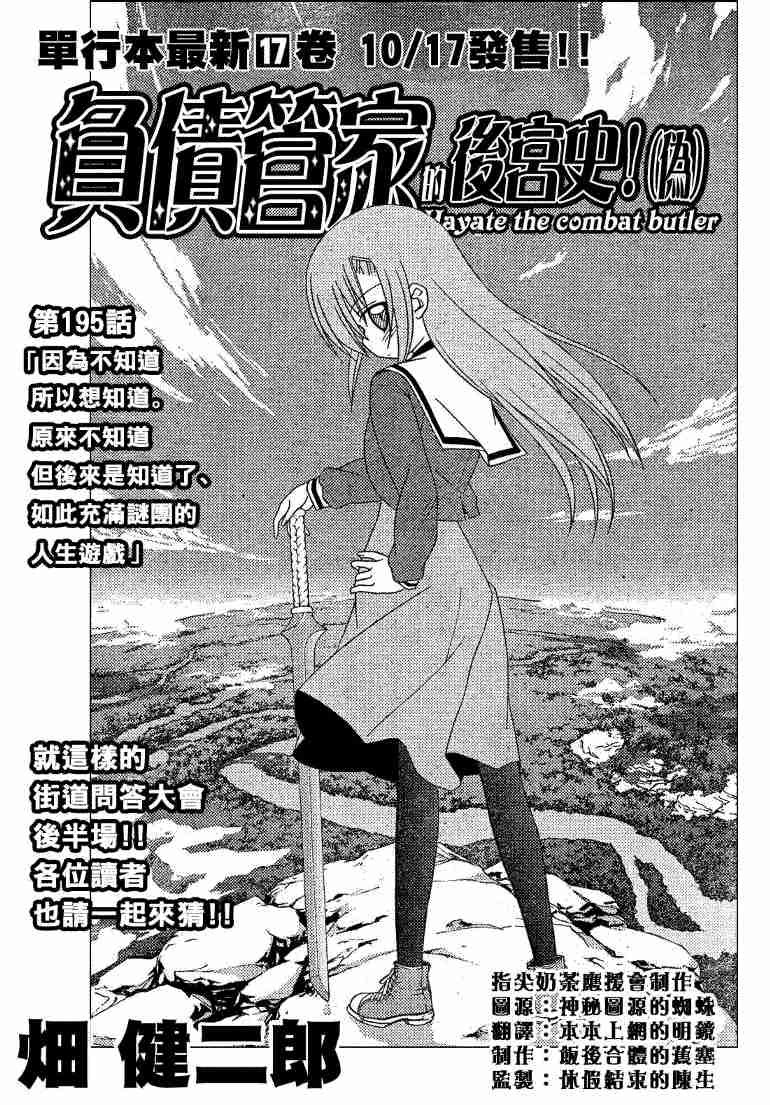 單行本最新17卷 10/17發售!!
負債管家的後宮史!(偽)
Hayate the combat butler
第195話
「因為不知道
所以想知道。
原來不知道
但後來是知道了、
如此充滿謎團的
人生遊戲」
就這樣的
街道問答大會
後半場!!
各位讀者
也請一起來猜!!
畑 健二郎
指尖奶茶應援會制作
圖源：神祕圖源的蜘蛛
翻譯：本本上網的明鏡
制作：飯後合體的蕉塞
監製：休假結束的陳生